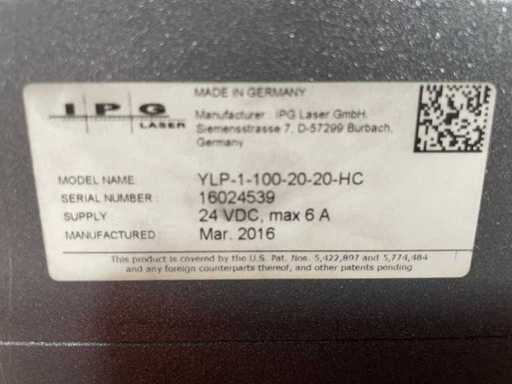 MADE IN GERMANY
IPG
LASER
Manufacturer : IPG Laser GmbH.
Siemensstrasse 7, D-57299 Burbach,
Germany
MODEL NAME: YLP-1-100-20-20-HC
SERIAL NUMBER : 16024539
SUPPLY 24 VDC, max 6 A
MANUFACTURED : Mar. 2016
This product is covered by the U.S. Pat. Nos. 5,422,897 and 5,774,484
and any foreign counterparts thereof, and other patents pending